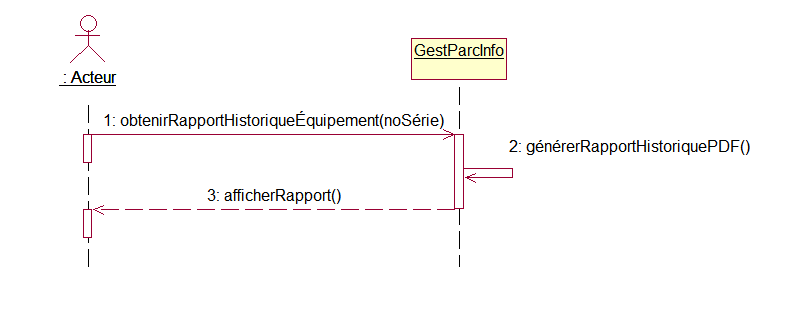 GestParcInfo
: Acteur
1: obtenirRapportHistoriqueÉquipement(noSérie)
2: générerRapportHistoriquePDF()
3: afficherRapport()